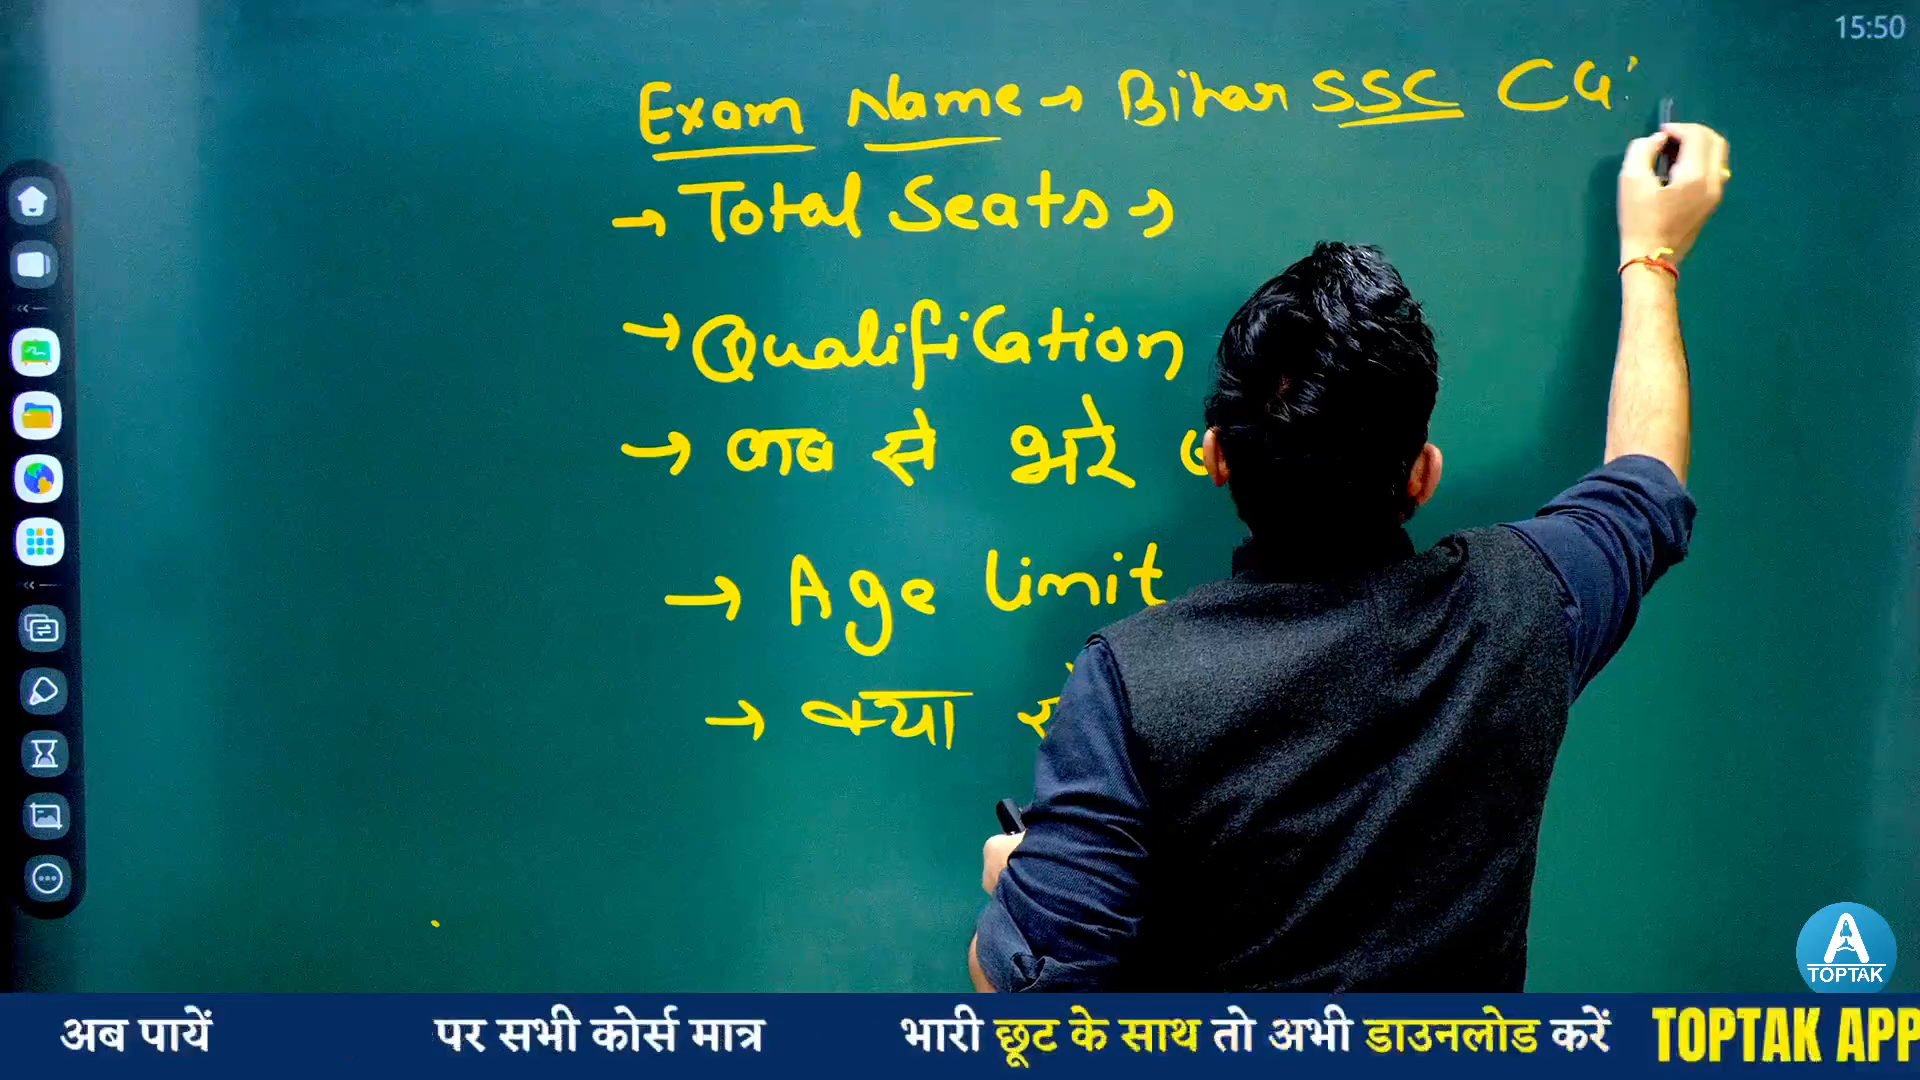 15:50
Exam Name → Bihar SSC CG
→ Total Seats →
→ Qualification
→ कब से भरे
→ Age limit
→ क्या
A
TOPTAK
अब पायें पर सभी कोर्स मात्र भारी छूट के साथ तो अभी डाउनलोड करें TOPTAK APP